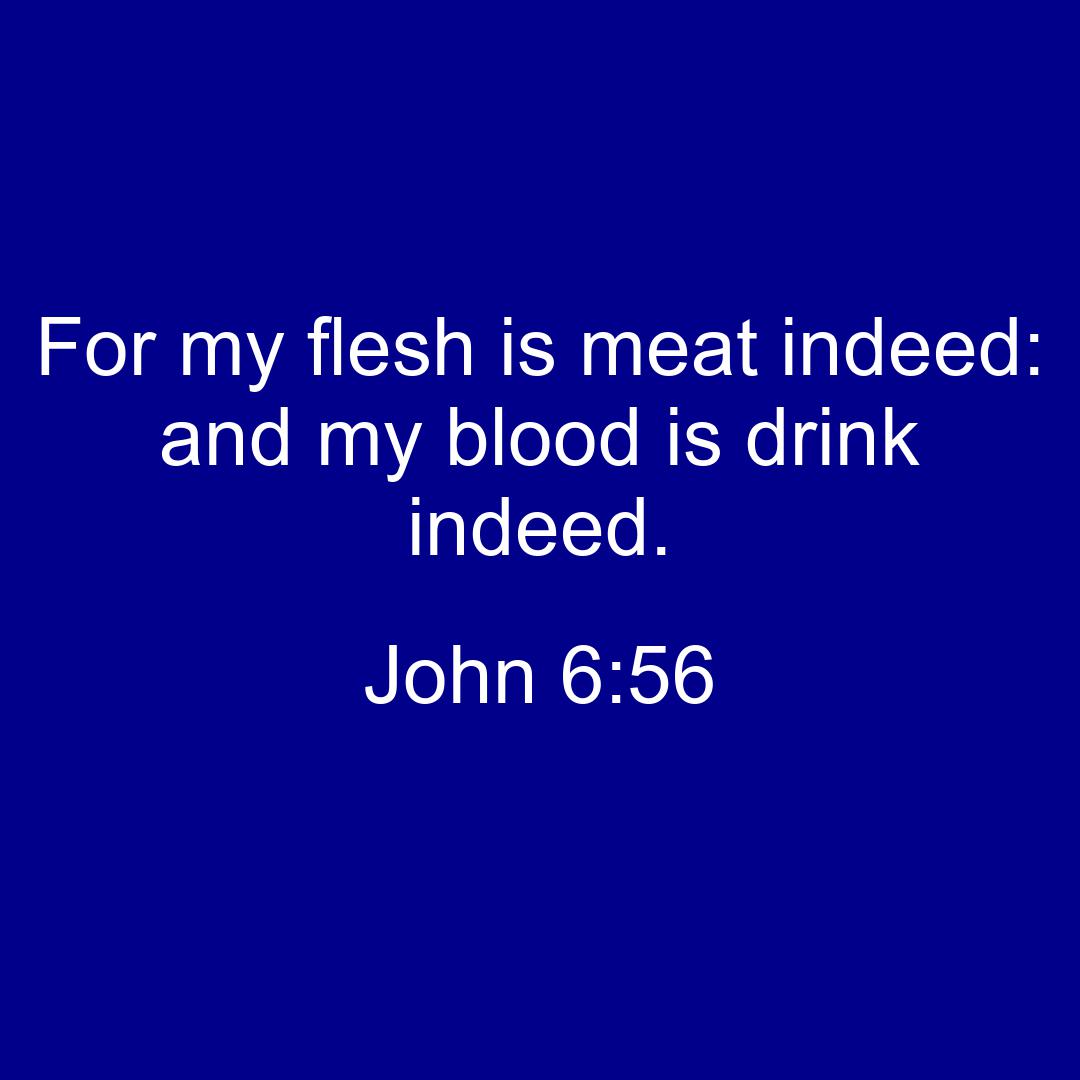 For my flesh is meat indeed:
and my blood is drink
indeed.
John 6:56